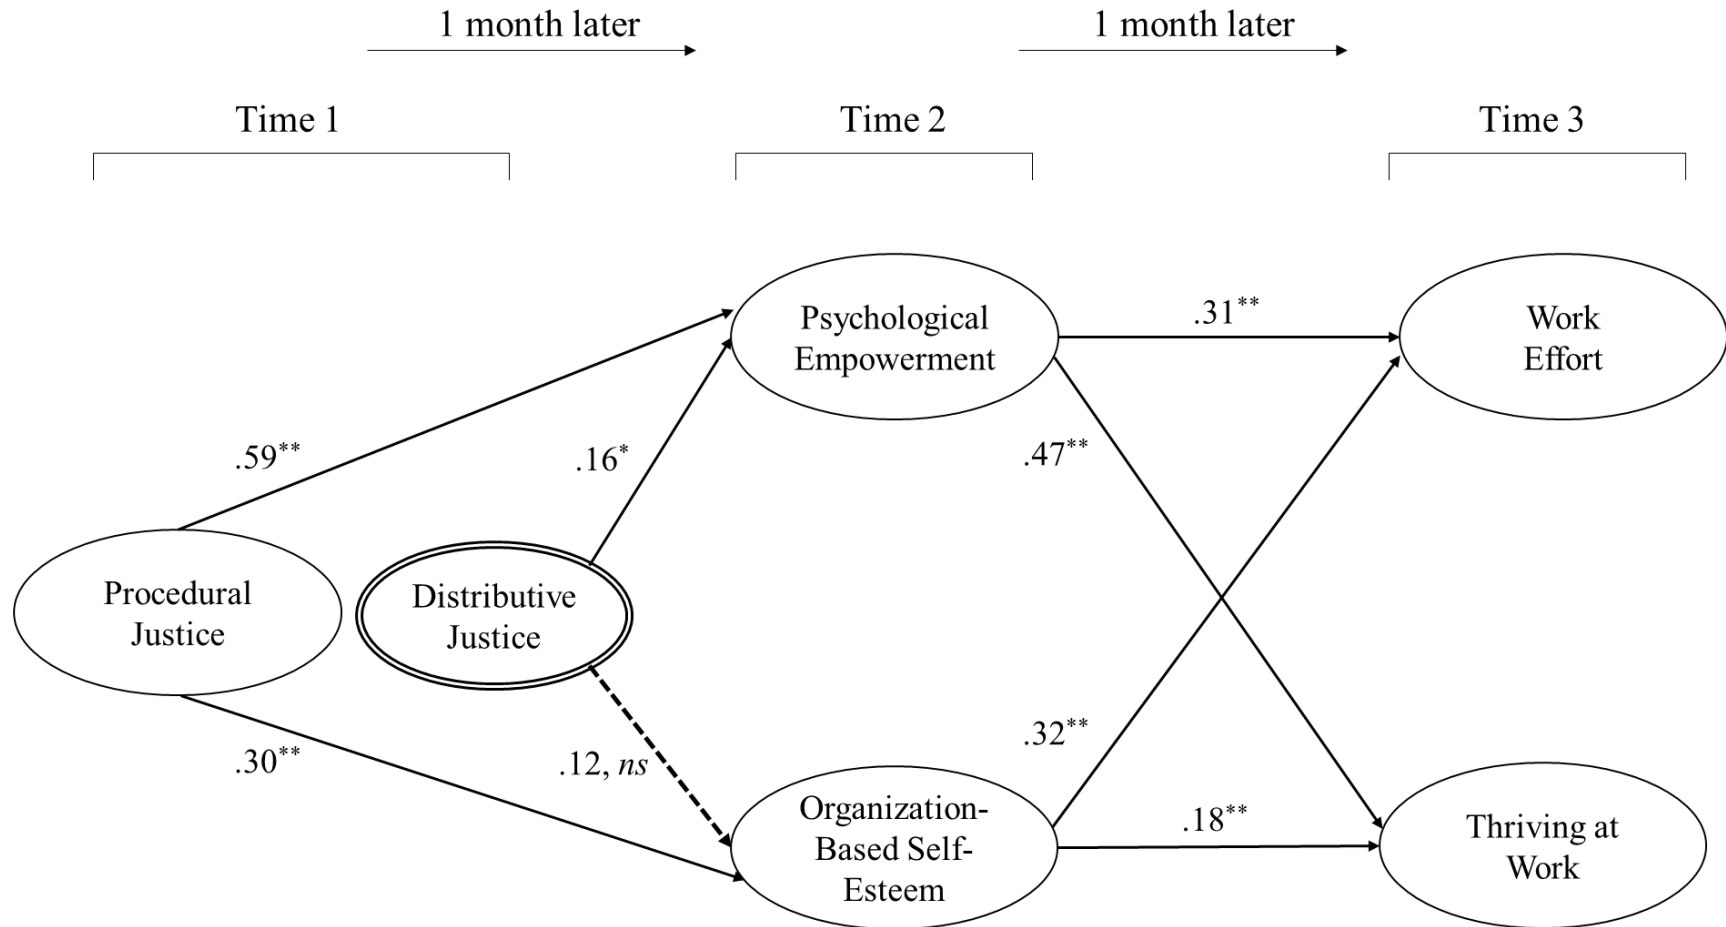 1 month later
1 month later
Time 1
Time 2
Time 3
Psychological
Empowerment
.31**
Work
Effort
.59**
.16*
.47**
Procedural
Justice
Distributive
Justice
.30**
.12, ns
.32**
Organization-
Based Self-
Esteem
.18**
Thriving at
Work